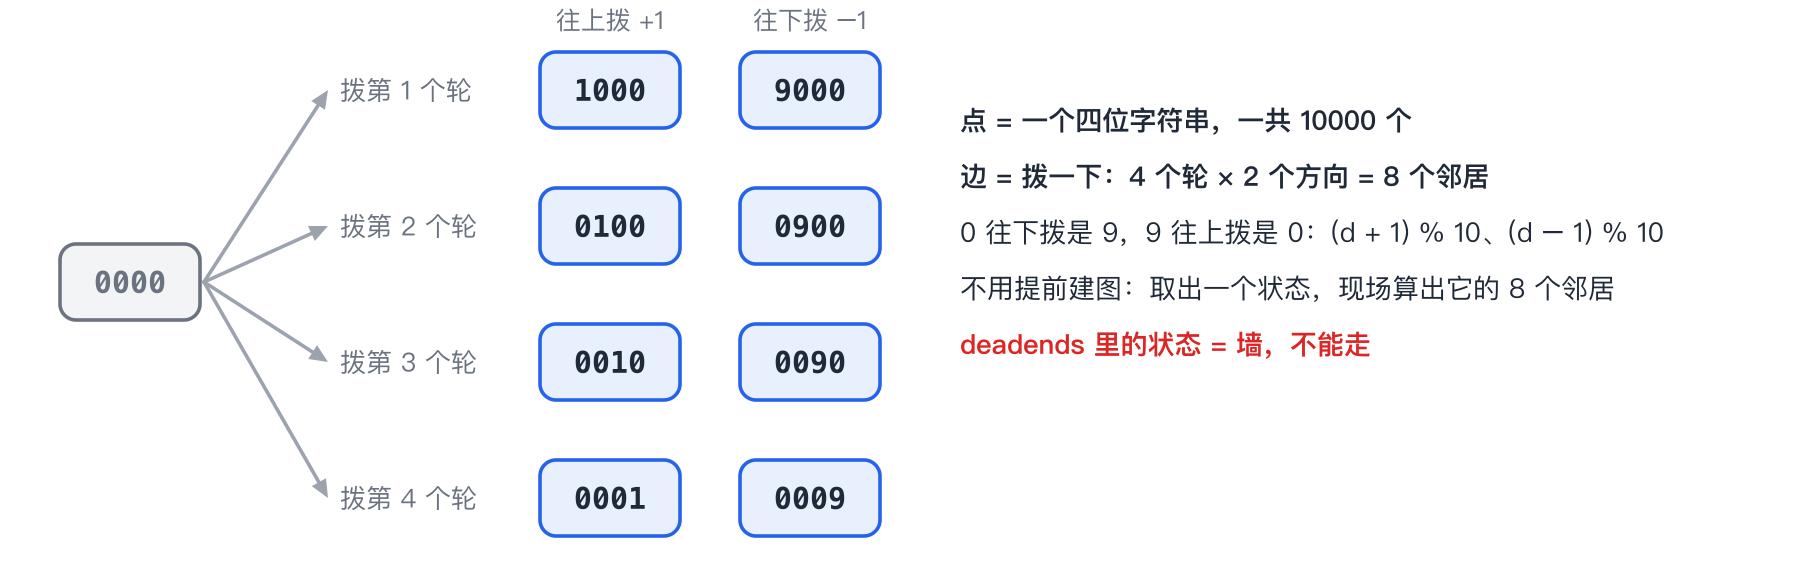 往上拨 +1
往下拨 −1
拨第 1 个轮
1000
9000
拨第 2 个轮
0100
0900
0000
拨第 3 个轮
0010
0090
拨第 4 个轮
0001
0009
点 = 一个四位字符串，一共 10000 个
边 = 拨一下：4 个轮 × 2 个方向 = 8 个邻居
0 往下拨是 9，9 往上拨是 0：(d + 1) % 10、(d − 1) % 10
不用提前建图：取出一个状态，现场算出它的 8 个邻居
deadends 里的状态 = 墙，不能走